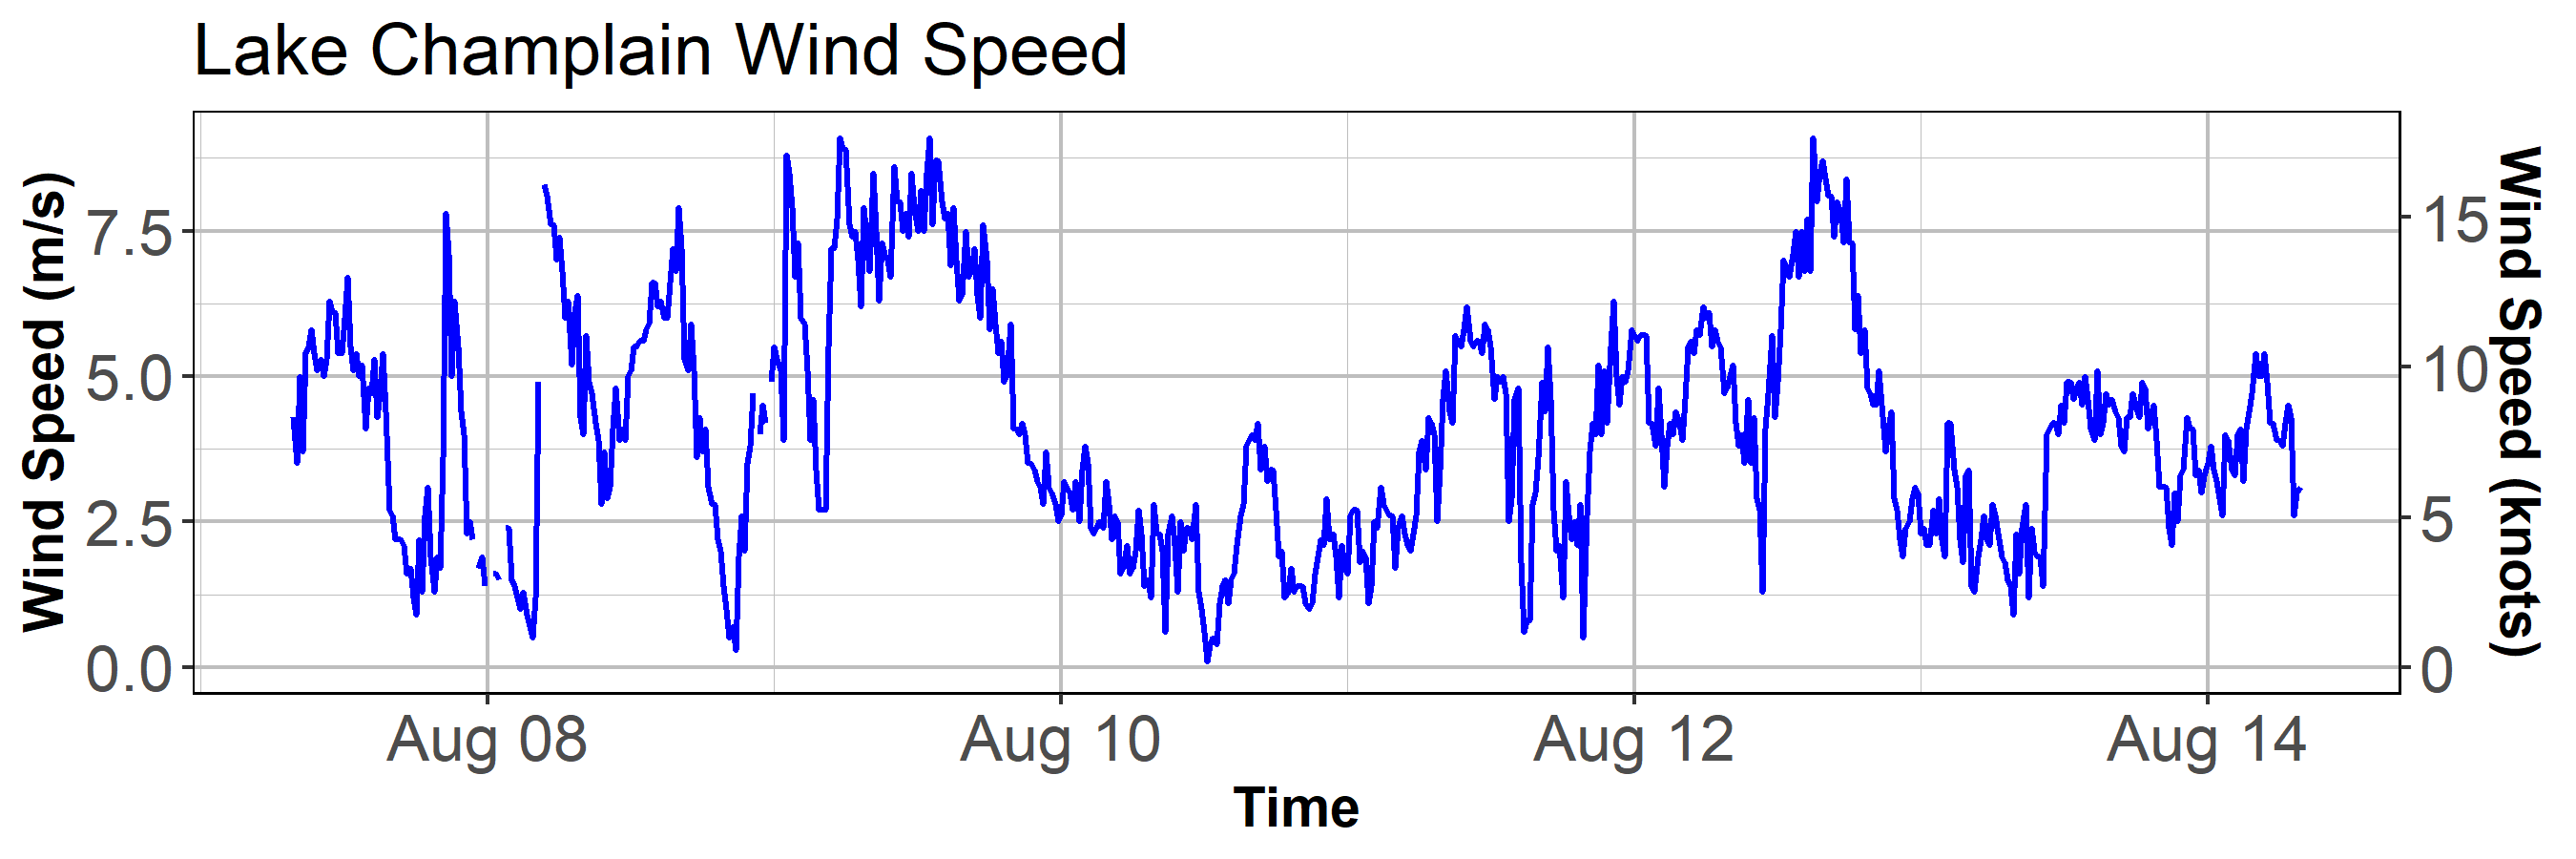 Lake Champlain Wind Speed
Wind Speed (m/s)
7.5
5.0
2.5
0.0
15
10
5
0
Wind Speed (knots)
Aug 08 Aug 10 Aug 12 Aug 14
Time